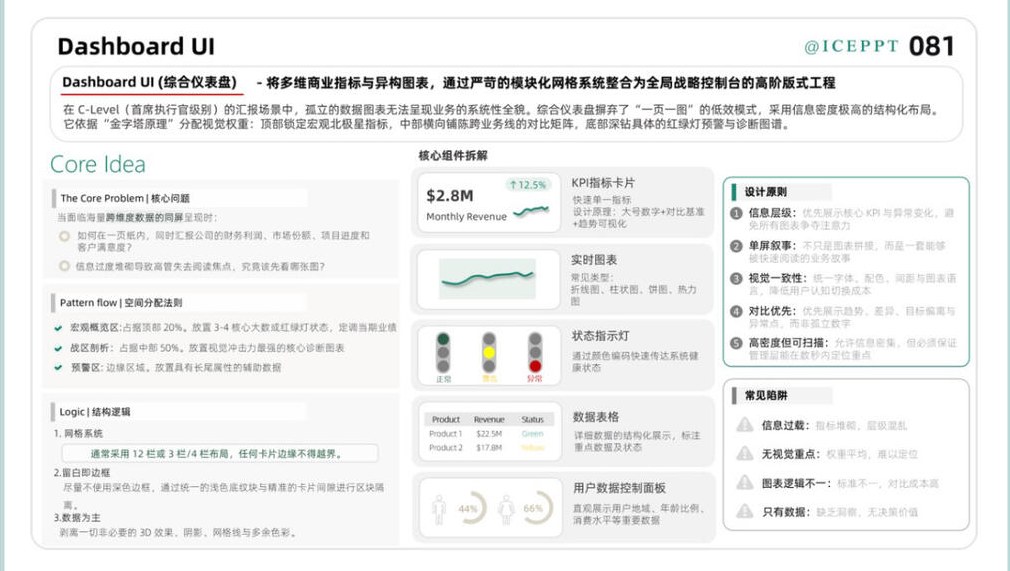 Dashboard UI
@ICEPPT 081
Dashboard UI (综合仪表盘) - 将多维商业指标与异构图表，通过严苛的模块化网格系统整合为全局战略控制台的高阶版式工程
在 C-Level（首席执行官级别）的汇报场景中，孤立的数据图表无法呈现业务的系统性全貌。综合仪表盘摒弃了“一页一图”的低效模式，采用信息密度极高的结构化布局。
它依据“金字塔原理”分配视觉权重：顶部锁定宏观北极星指标，中部横向铺陈跨业务线的对比矩阵，底部深钻具体的红绿灯预警与诊断图谱。
Core Idea
The Core Problem | 核心问题
当面临海量跨维度数据的同屏呈现时：
如何在一页纸内，同时汇报公司的财务利润、市场份额、项目进度和
客户满意度？
信息过度堆砌导致高管失去阅读焦点，究竟该先看哪张图？
Pattern flow | 空间分配法则
宏观概览区:占据顶部 20%。放置 3-4 核心大数或红绿灯状态，定调当期业绩
战区剖析：占据中部 50%。放置视觉冲击力最强的核心诊断图表
预警区: 边缘区域。放置具有长尾属性的辅助数据
Logic | 结构逻辑
1. 网格系统
通常采用 12 栏或 3 栏/4 栏布局，任何卡片边缘不得越界。
2.留白即边框
尽量不使用深色边框，通过统一的浅色底纹块与精准的卡片间隙进行区块隔
离。
3.数据为主
剥离一切非必要的 3D 效果、阴影、网格线与多余色彩。
核心组件拆解
$2.8M
↑12.5%
Monthly Revenue
KPI指标卡片
快速单一指标
设计原理：大号数字+对比基准
+趋势可视化
实时图表
常见类型：
折线图、柱状图、饼图、热力
图
正常
警告
异常
状态指示灯
通过颜色编码快速传达系统健
康状态
Product Revenue Status
Product 1 $22.5M Green
Product 2 $17.8M Yellow
数据表格
详细数据的结构化展示，标注
重点数据及状态
44%
66%
用户数据控制面板
直观展示用户地域、年龄比例、
消费水平等重要数据
设计原则
1 信息层级：优先展示核心 KPI 与异常变化，避
免所有图表争夺注意力
2 单屏叙事：不只是图表拼接，而是一套能够
被快速阅读的业务故事
3 视觉一致性：统一字体、配色、间距与图表语
言，降低用户认知切换成本
4 对比优先：优先展示趋势、差异、目标偏离与
异常点，而非孤立数字
5 高密度但可扫描：允许信息密集，但必须保证
管理层能在数秒内定位重点
常见陷阱
信息过载：指标堆砌、层级混乱
无视觉重点：权重平均，难以定位
图表逻辑不一：标准不一，对比成本高
只有数据：缺乏洞察，无决策价值